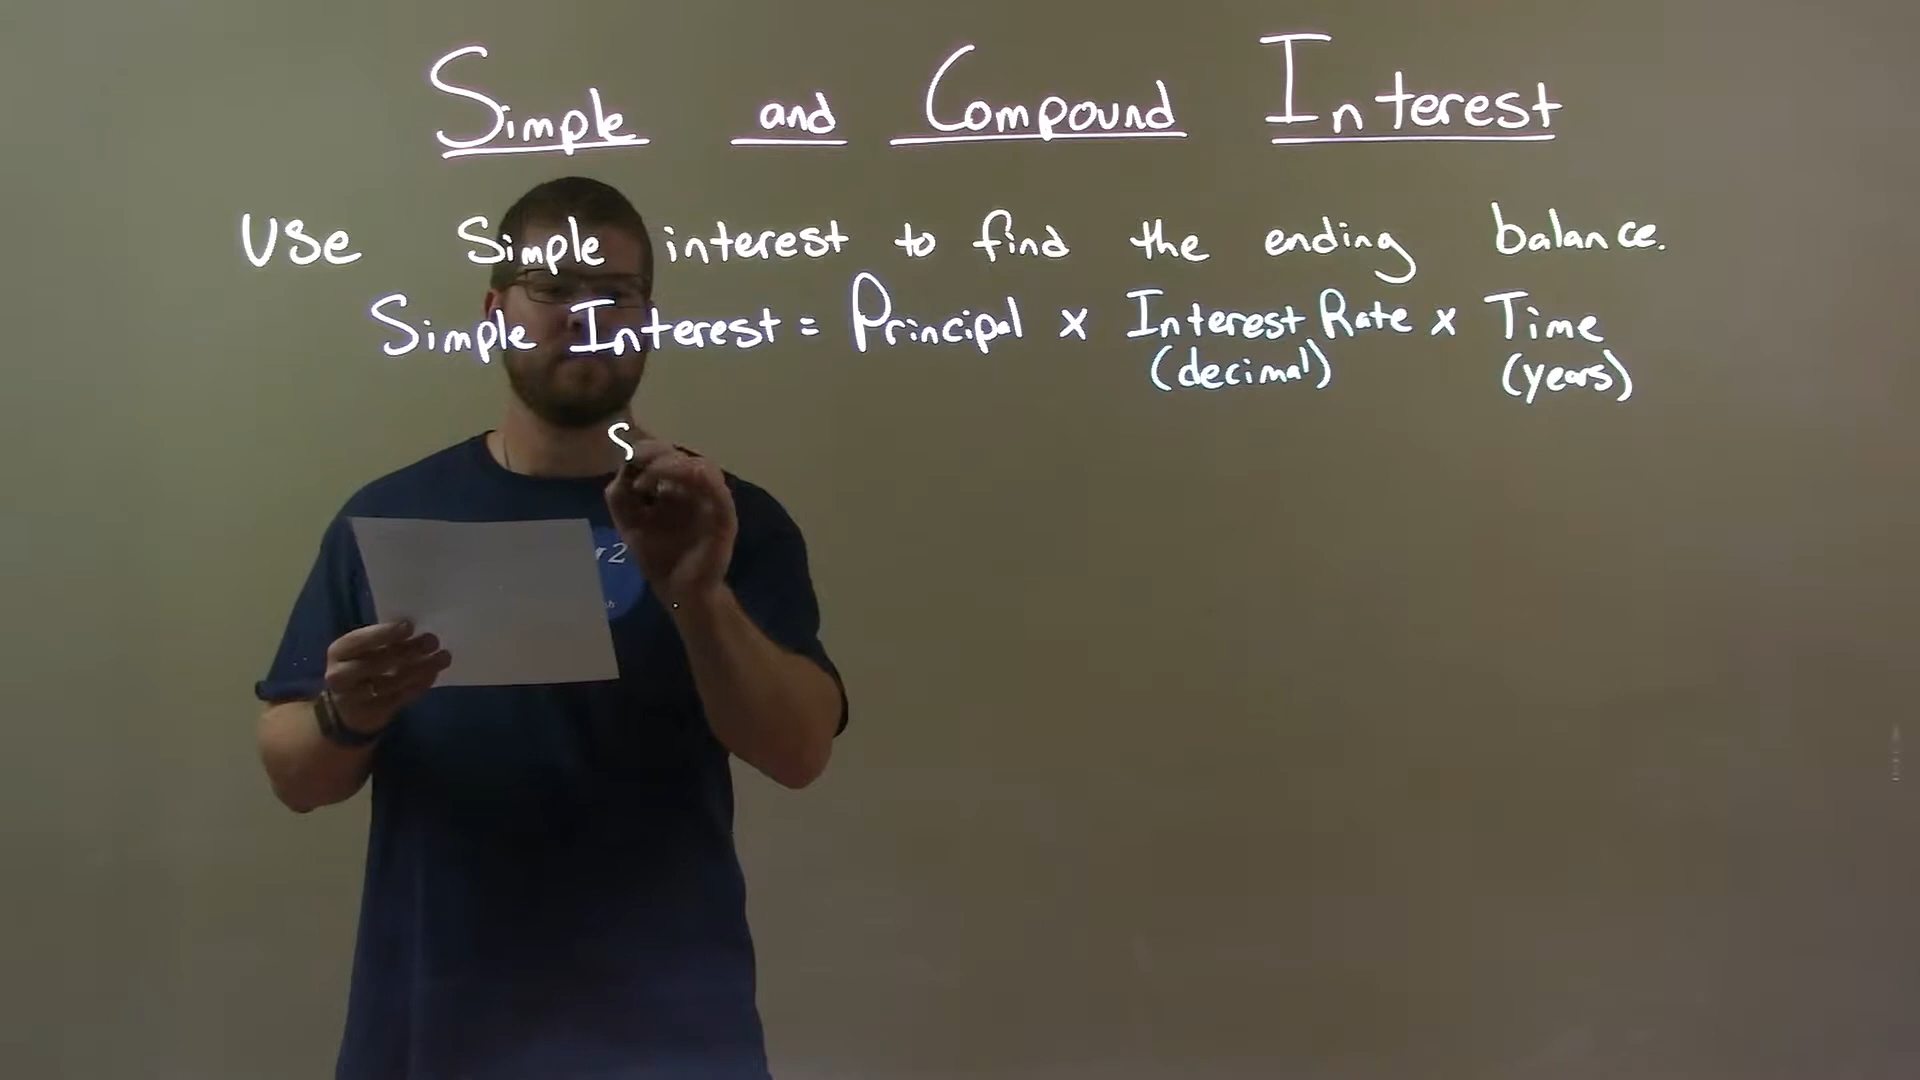 Simple and Compound Interest
Use Simple interest to find the ending balance.
Simple Interest = Principal x Interest Rate x Time
(decimal) (years)
S
2